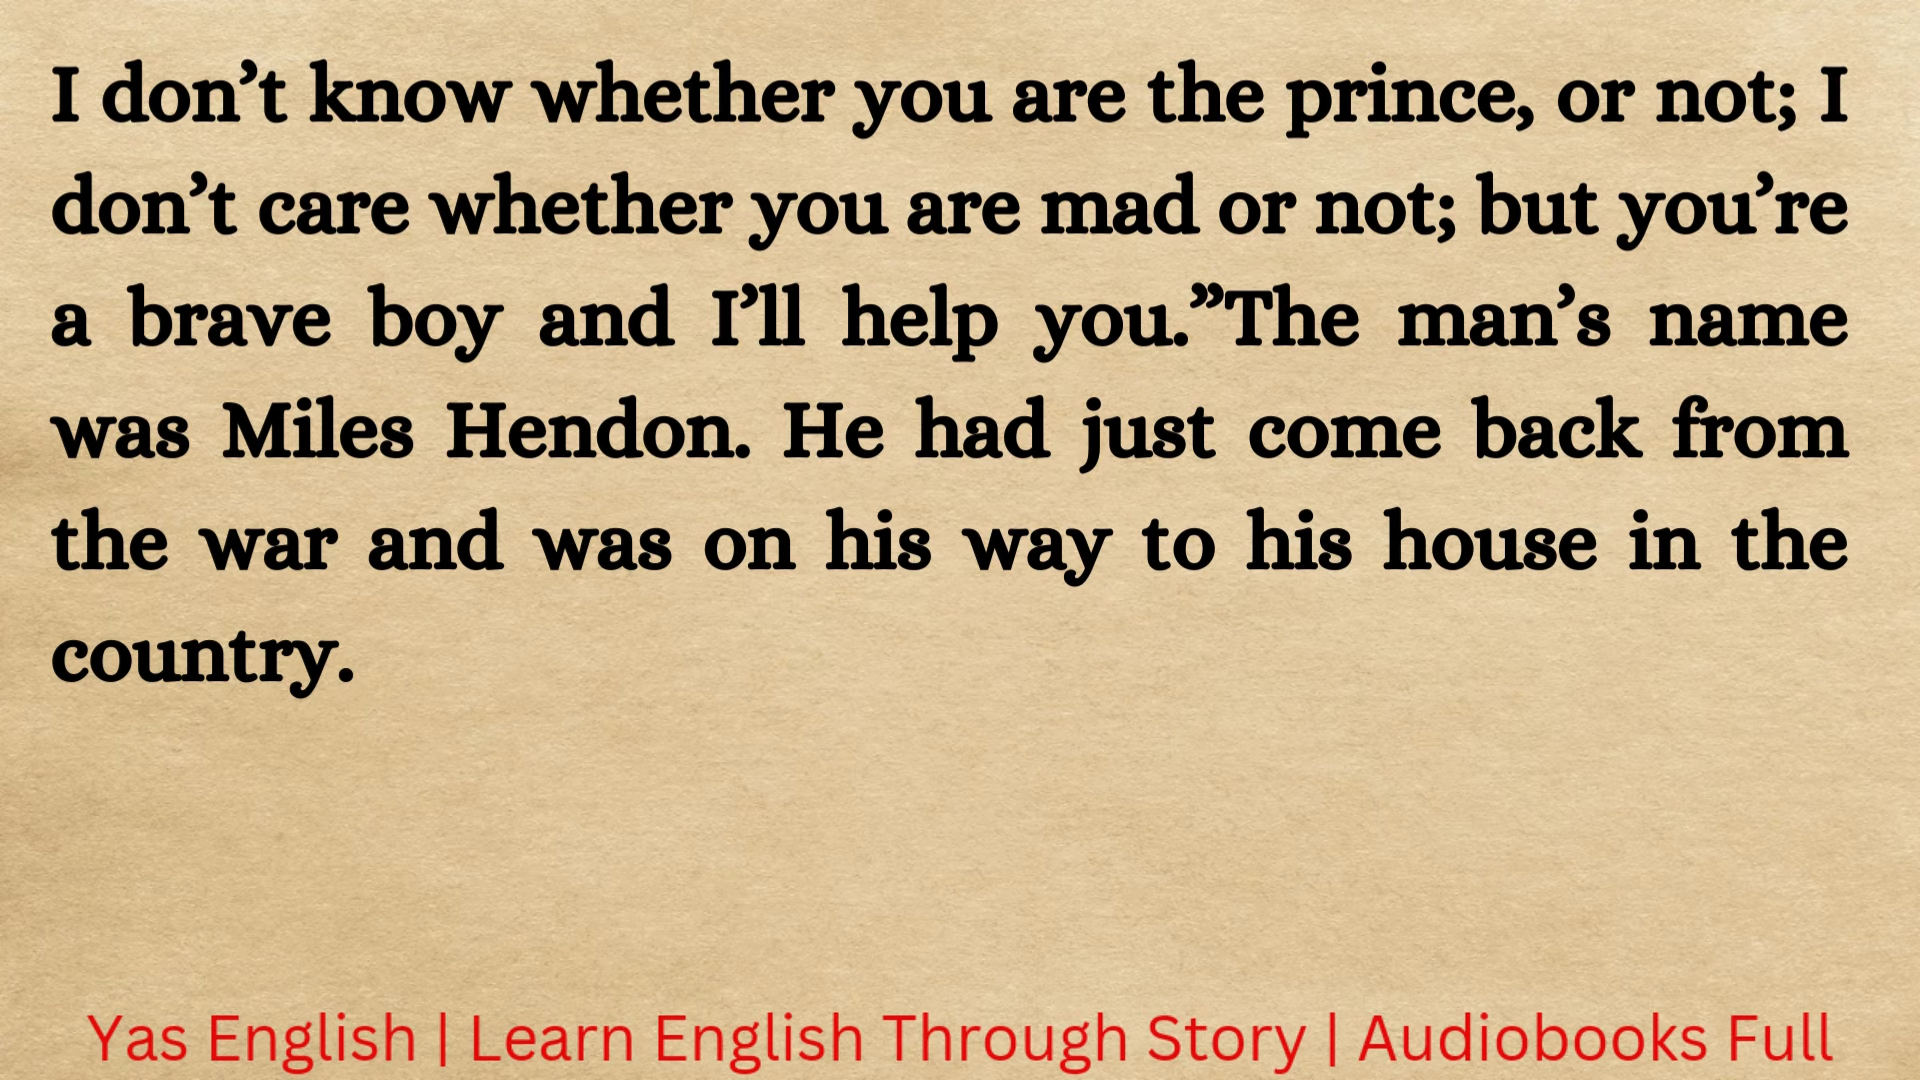 I don’t know whether you are the prince, or not; I
don’t care whether you are mad or not; but you’re
a brave boy and I’ll help you.”The man’s name
was Miles Hendon. He had just come back from
the war and was on his way to his house in the
country.
Yas English | Learn English Through Story | Audiobooks Full